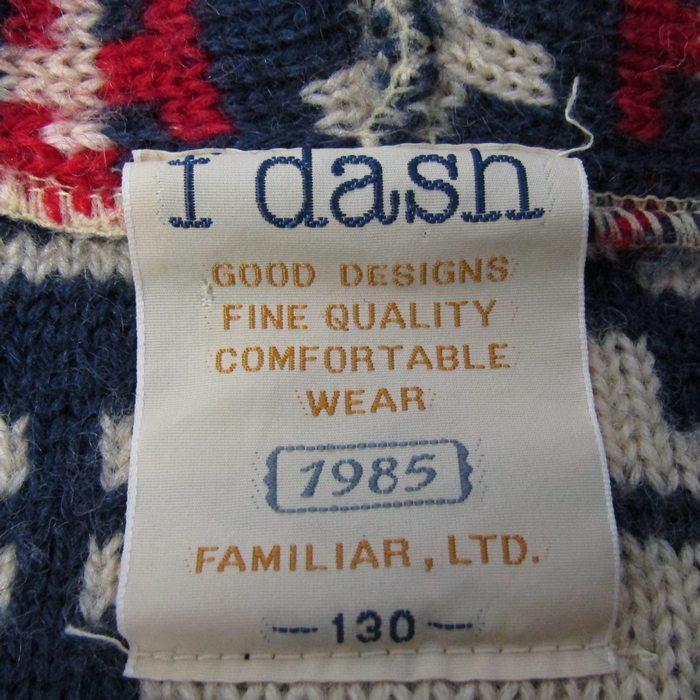 f dash
GOOD DESIGNS
FINE QUALITY
COMFORTABLE
WEAR
1985
FAMILIAR, LTD.
—130—